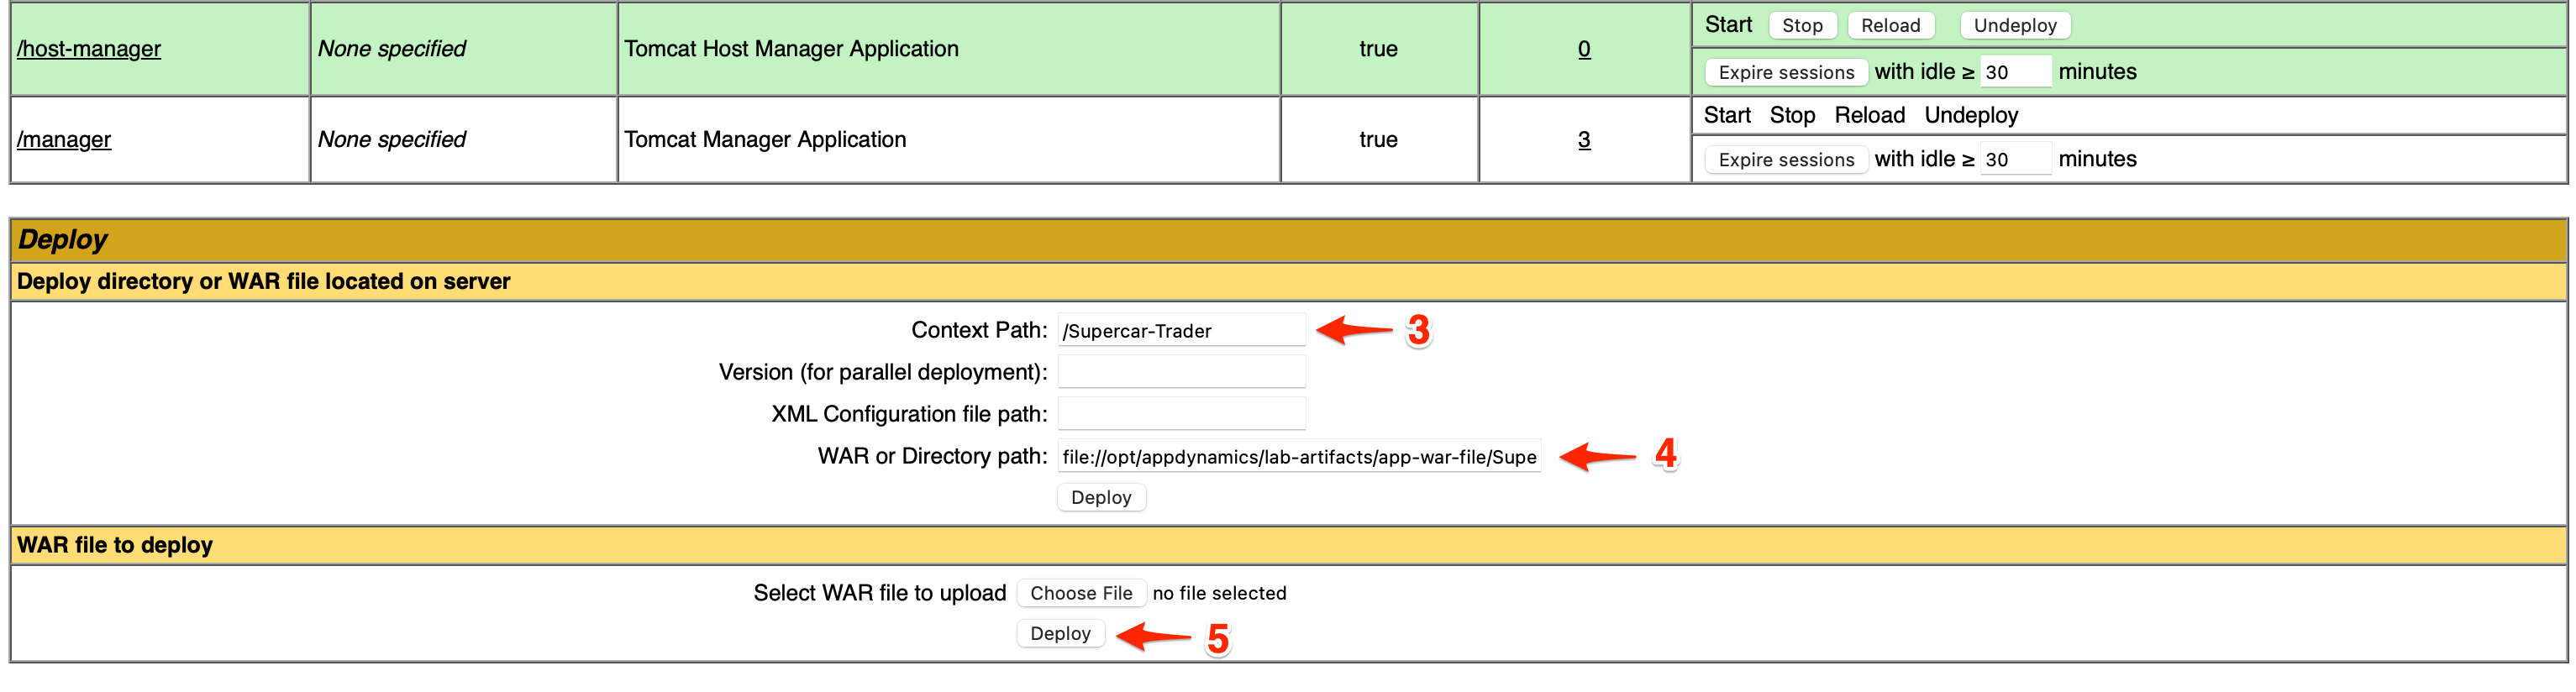 /host-manager None specified Tomcat Host Manager Application true 0 Start Stop Reload Undeploy
Expire sessions with idle ≥ 30 minutes
/manager None specified Tomcat Manager Application true 3 Start Stop Reload Undeploy
Expire sessions with idle ≥ 30 minutes
Deploy
Deploy directory or WAR file located on server
Context Path: /Supercar-Trader 3
Version (for parallel deployment):
XML Configuration file path:
WAR or Directory path: file://opt/appdynamics/lab-artifacts/app-war-file/Supe 4
Deploy
WAR file to deploy
Select WAR file to upload Choose File no file selected
Deploy 5